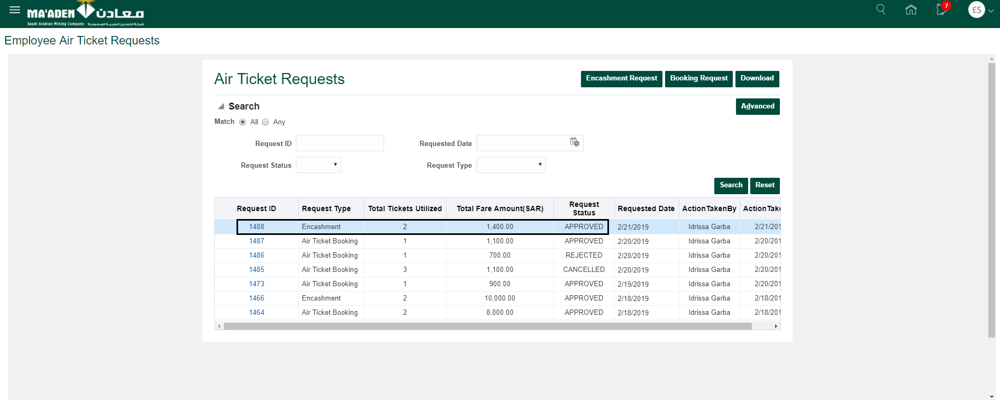 MA'ADEN معادن
Saudi Arabian Mining Company شركة التعدين العربية السعودية
7
ES
Employee Air Ticket Requests
Air Ticket Requests
Encashment Request Booking Request Download
Search
Advanced
Match All Any
Request ID Requested Date
Request Status Request Type
Search Reset
Request ID Request Type Total Tickets Utilized Total Fare Amount(SAR) Request Status Requested Date ActionTakenBy ActionTake
1488 Encashment 2 1,400.00 APPROVED 2/21/2019 Idrissa Garba 2/21/201
1487 Air Ticket Booking 1 1,100.00 APPROVED 2/20/2019 Idrissa Garba 2/20/201
1486 Air Ticket Booking 1 700.00 REJECTED 2/20/2019 Idrissa Garba 2/20/201
1485 Air Ticket Booking 3 1,100.00 CANCELLED 2/20/2019 Idrissa Garba 2/20/201
1473 Air Ticket Booking 1 900.00 APPROVED 2/19/2019 Idrissa Garba 2/20/201
1466 Encashment 2 10,000.00 APPROVED 2/18/2019 Idrissa Garba 2/18/201
1464 Air Ticket Booking 2 8,000.00 APPROVED 2/18/2019 Idrissa Garba 2/18/201